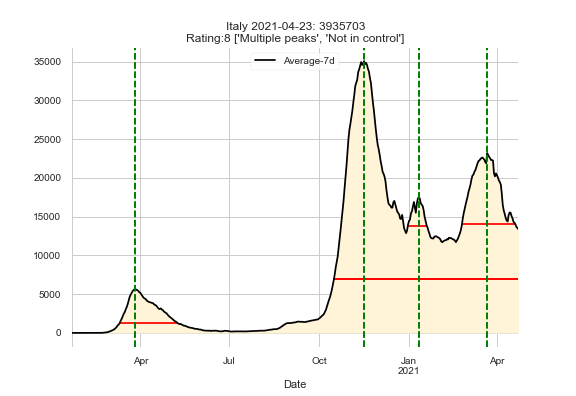 Italy 2021-04-23: 3935703
Rating:8 ['Multiple peaks', 'Not in control']
Average-7d
35000
30000
25000
20000
15000
10000
5000
0
Apr Jul Oct Jan Apr
2021
Date